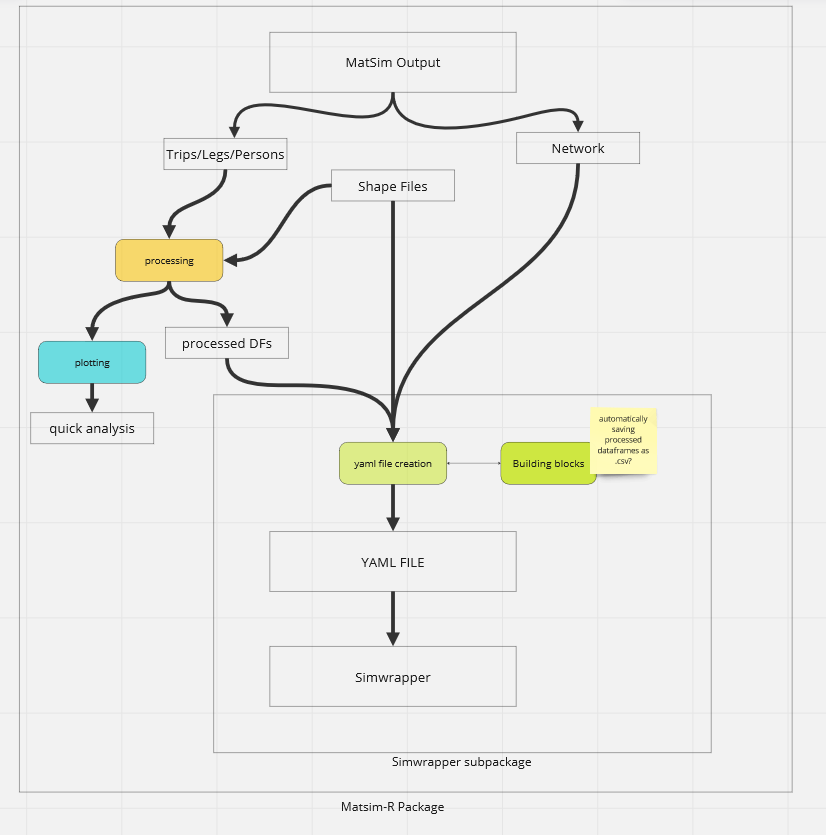 MatSim Output
Trips/Legs/Persons
Network
Shape Files
processing
processed DFs
plotting
quick analysis
automatically
saving
processed
dataframes as
.csv?
yaml file creation
Building blocks
YAML FILE
Simwrapper
Simwrapper subpackage
Matsim-R Package